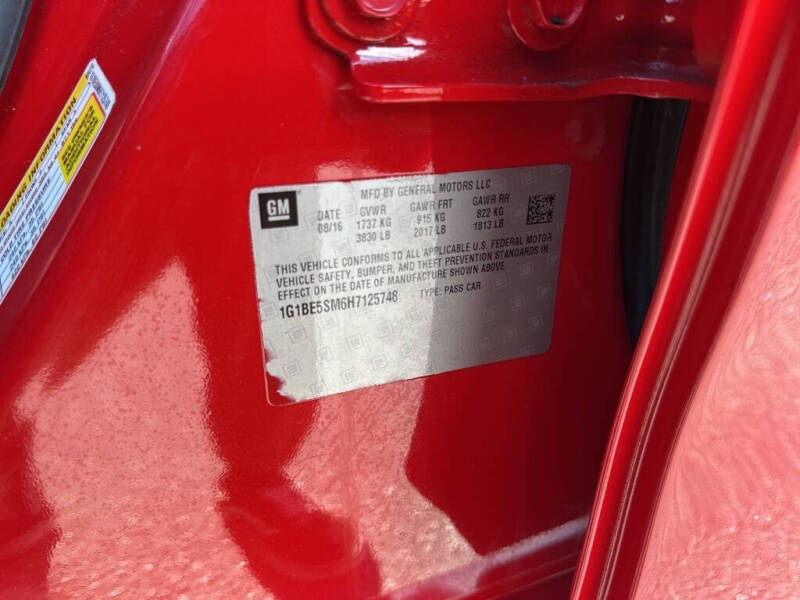 MFD BY GENERAL MOTORS LLC
GM
DATE GVWR GAWR FRT GAWR RR
08/16 1737 KG 915 KG 822 KG
3830 LB 2017 LB 1813 LB
THIS VEHICLE CONFORMS TO ALL APPLICABLE U.S. FEDERAL MOTOR
VEHICLE SAFETY, BUMPER, AND THEFT PREVENTION STANDARDS IN
EFFECT ON THE DATE OF MANUFACTURE SHOWN ABOVE.
1G1BE5SM6H7125748 TYPE: PASS CAR
INFORMATION